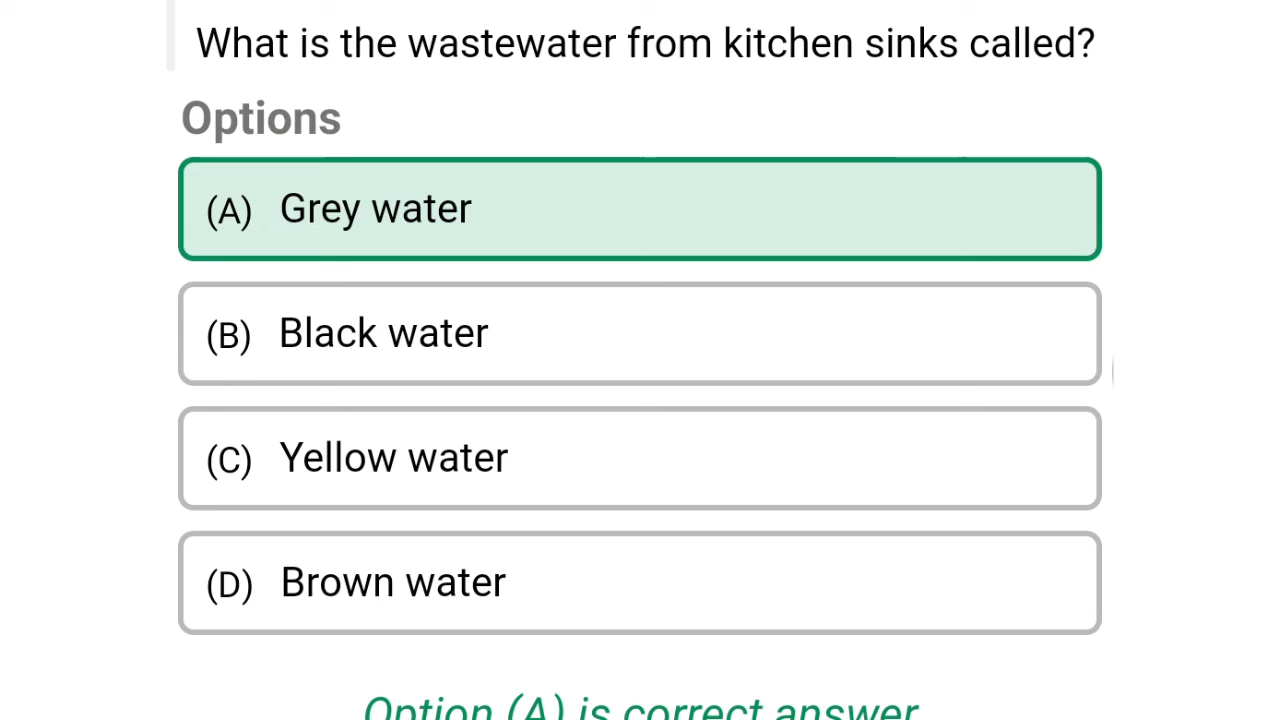 What is the wastewater from kitchen sinks called?
Options
(A) Grey water
(B) Black water
(C) Yellow water
(D) Brown water
Option (A) is correct answer